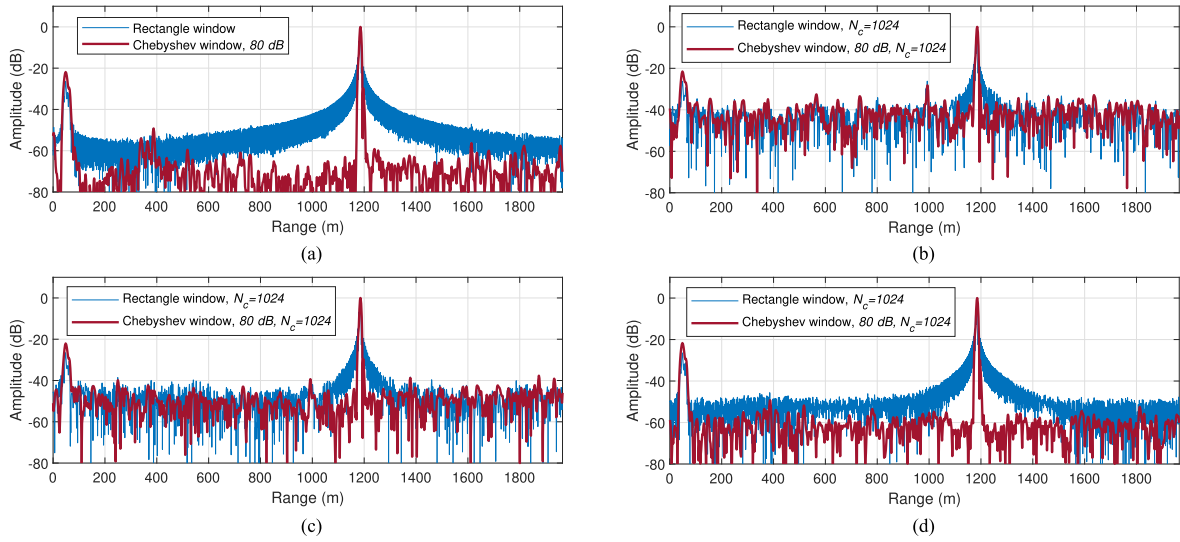 Rectangle window
Chebyshev window, 80 dB
0
-20
-40
-60
-80
Amplitude (dB)
0 200 400 600 800 1000 1200 1400 1600 1800
Range (m)
(a)
Rectangle window, N_c=1024
Chebyshev window, 80 dB, N_c=1024
0
-20
-40
-60
-80
Amplitude (dB)
0 200 400 600 800 1000 1200 1400 1600 1800
Range (m)
(b)
Rectangle window, N_c=1024
Chebyshev window, 80 dB, N_c=1024
0
-20
-40
-60
-80
Amplitude (dB)
0 200 400 600 800 1000 1200 1400 1600 1800
Range (m)
(c)
Rectangle window, N_c=1024
Chebyshev window, 80 dB, N_c=1024
0
-20
-40
-60
-80
Amplitude (dB)
0 200 400 600 800 1000 1200 1400 1600 1800
Range (m)
(d)